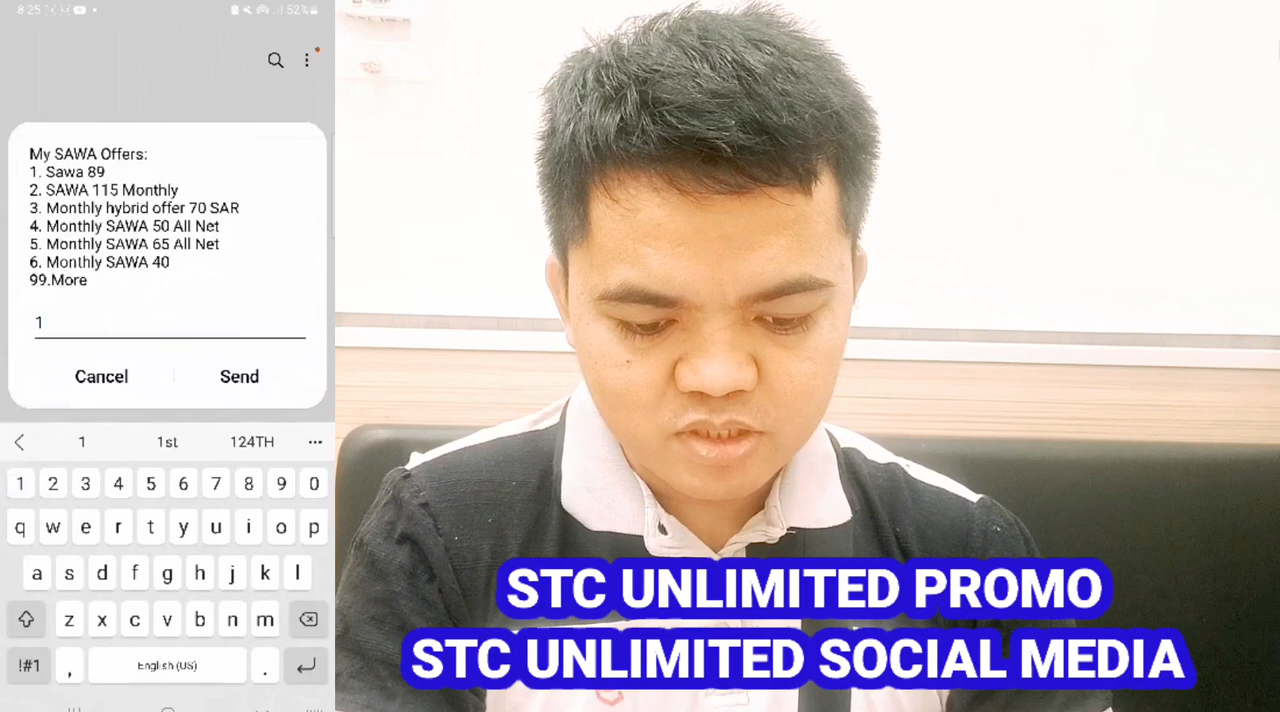 8:25
52%
My SAWA Offers:
1. Sawa 89
2. SAWA 115 Monthly
3. Monthly hybrid offer 70 SAR
4. Monthly SAWA 50 All Net
5. Monthly SAWA 65 All Net
6. Monthly SAWA 40
99.More
1
Cancel Send
1 1st 124TH
1 2 3 4 5 6 7 8 9 0
q w e r t y u i o p
a s d f g h j k l
z x c v b n m
!#1 , English (US) .
STC UNLIMITED PROMO
STC UNLIMITED SOCIAL MEDIA